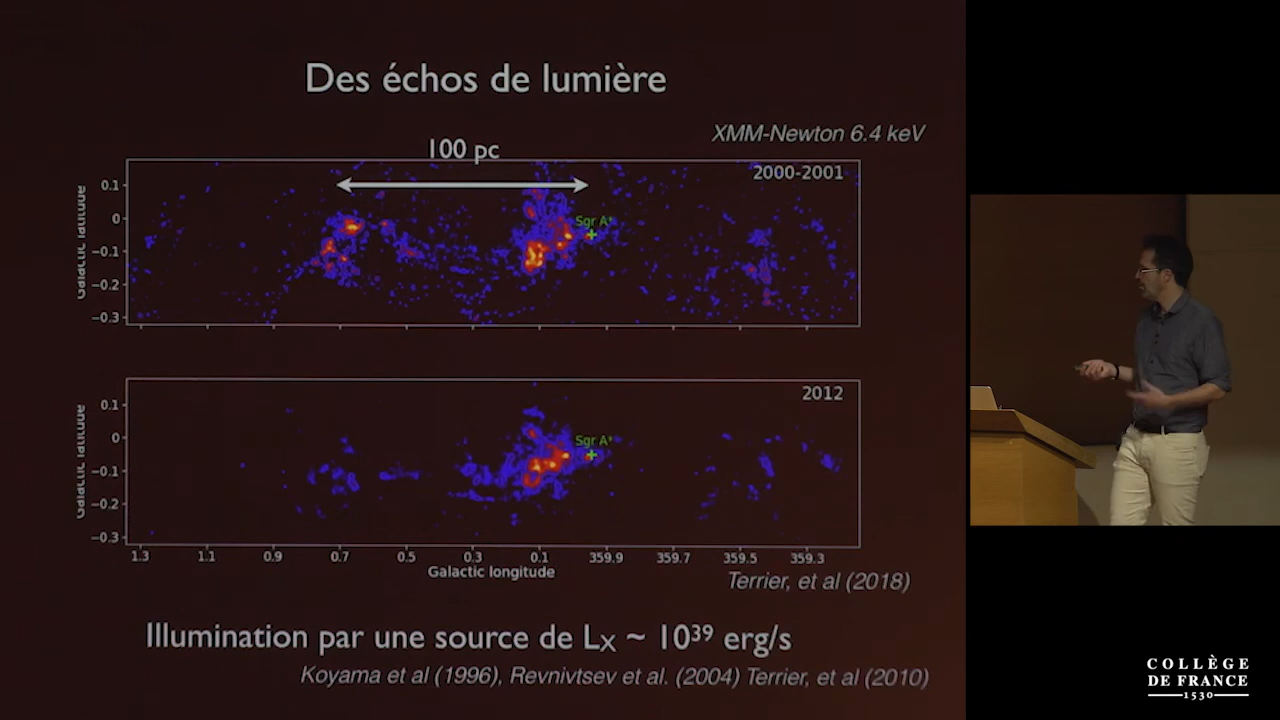 Des échos de lumière
XMM-Newton 6.4 keV
100 pc
2000-2001
Sgr A*
0.1
0
−0.1
−0.2
−0.3
Galactic latitude
2012
Sgr A*
0.1
0
−0.1
−0.2
−0.3
Galactic latitude
1.3 1.1 0.9 0.7 0.5 0.3 0.1 359.9 359.7 359.5 359.3
Galactic longitude
Terrier, et al (2018)
Illumination par une source de Lx ~ 10³⁹ erg/s
Koyama et al (1996), Revnivtsev et al. (2004) Terrier, et al (2010)
COLLÈGE
DE FRANCE
1530